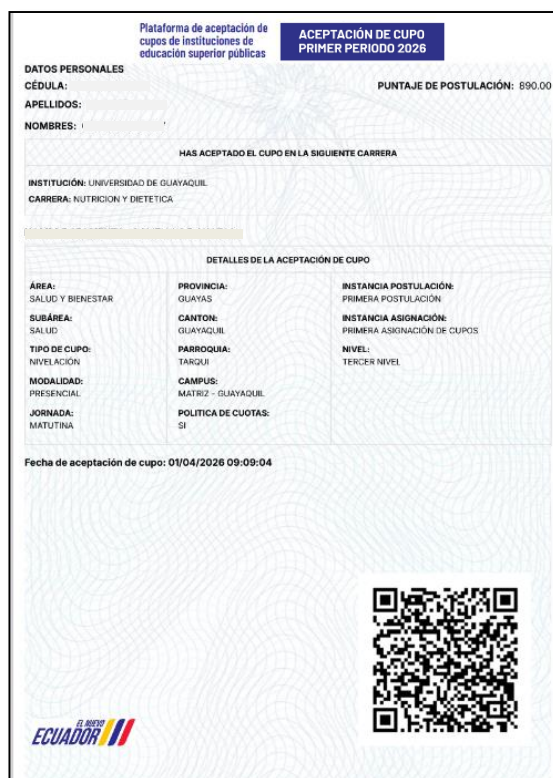 Plataforma de aceptación de
cupos de instituciones de
educación superior públicas
ACEPTACIÓN DE CUPO
PRIMER PERIODO 2026
DATOS PERSONALES
CÉDULA:
PUNTAJE DE POSTULACIÓN: 890.00
APELLIDOS:
NOMBRES:
HAS ACEPTADO EL CUPO EN LA SIGUIENTE CARRERA
INSTITUCIÓN: UNIVERSIDAD DE GUAYAQUIL
CARRERA: NUTRICION Y DIETETICA
DETALLES DE LA ACEPTACIÓN DE CUPO
ÁREA:
SALUD Y BIENESTAR
SUBÁREA:
SALUD
TIPO DE CUPO:
NIVELACIÓN
MODALIDAD:
PRESENCIAL
JORNADA:
MATUTINA
PROVINCIA:
GUAYAS
CANTON:
GUAYAQUIL
PARROQUIA:
TARQUI
CAMPUS:
MATRIZ - GUAYAQUIL
POLITICA DE CUOTAS:
SI
INSTANCIA POSTULACIÓN:
PRIMERA POSTULACIÓN
INSTANCIA ASIGNACIÓN:
PRIMERA ASIGNACIÓN DE CUPOS
NIVEL:
TERCER NIVEL
Fecha de aceptación de cupo: 01/04/2026 09:09:04
EL NUEVO
ECUADOR